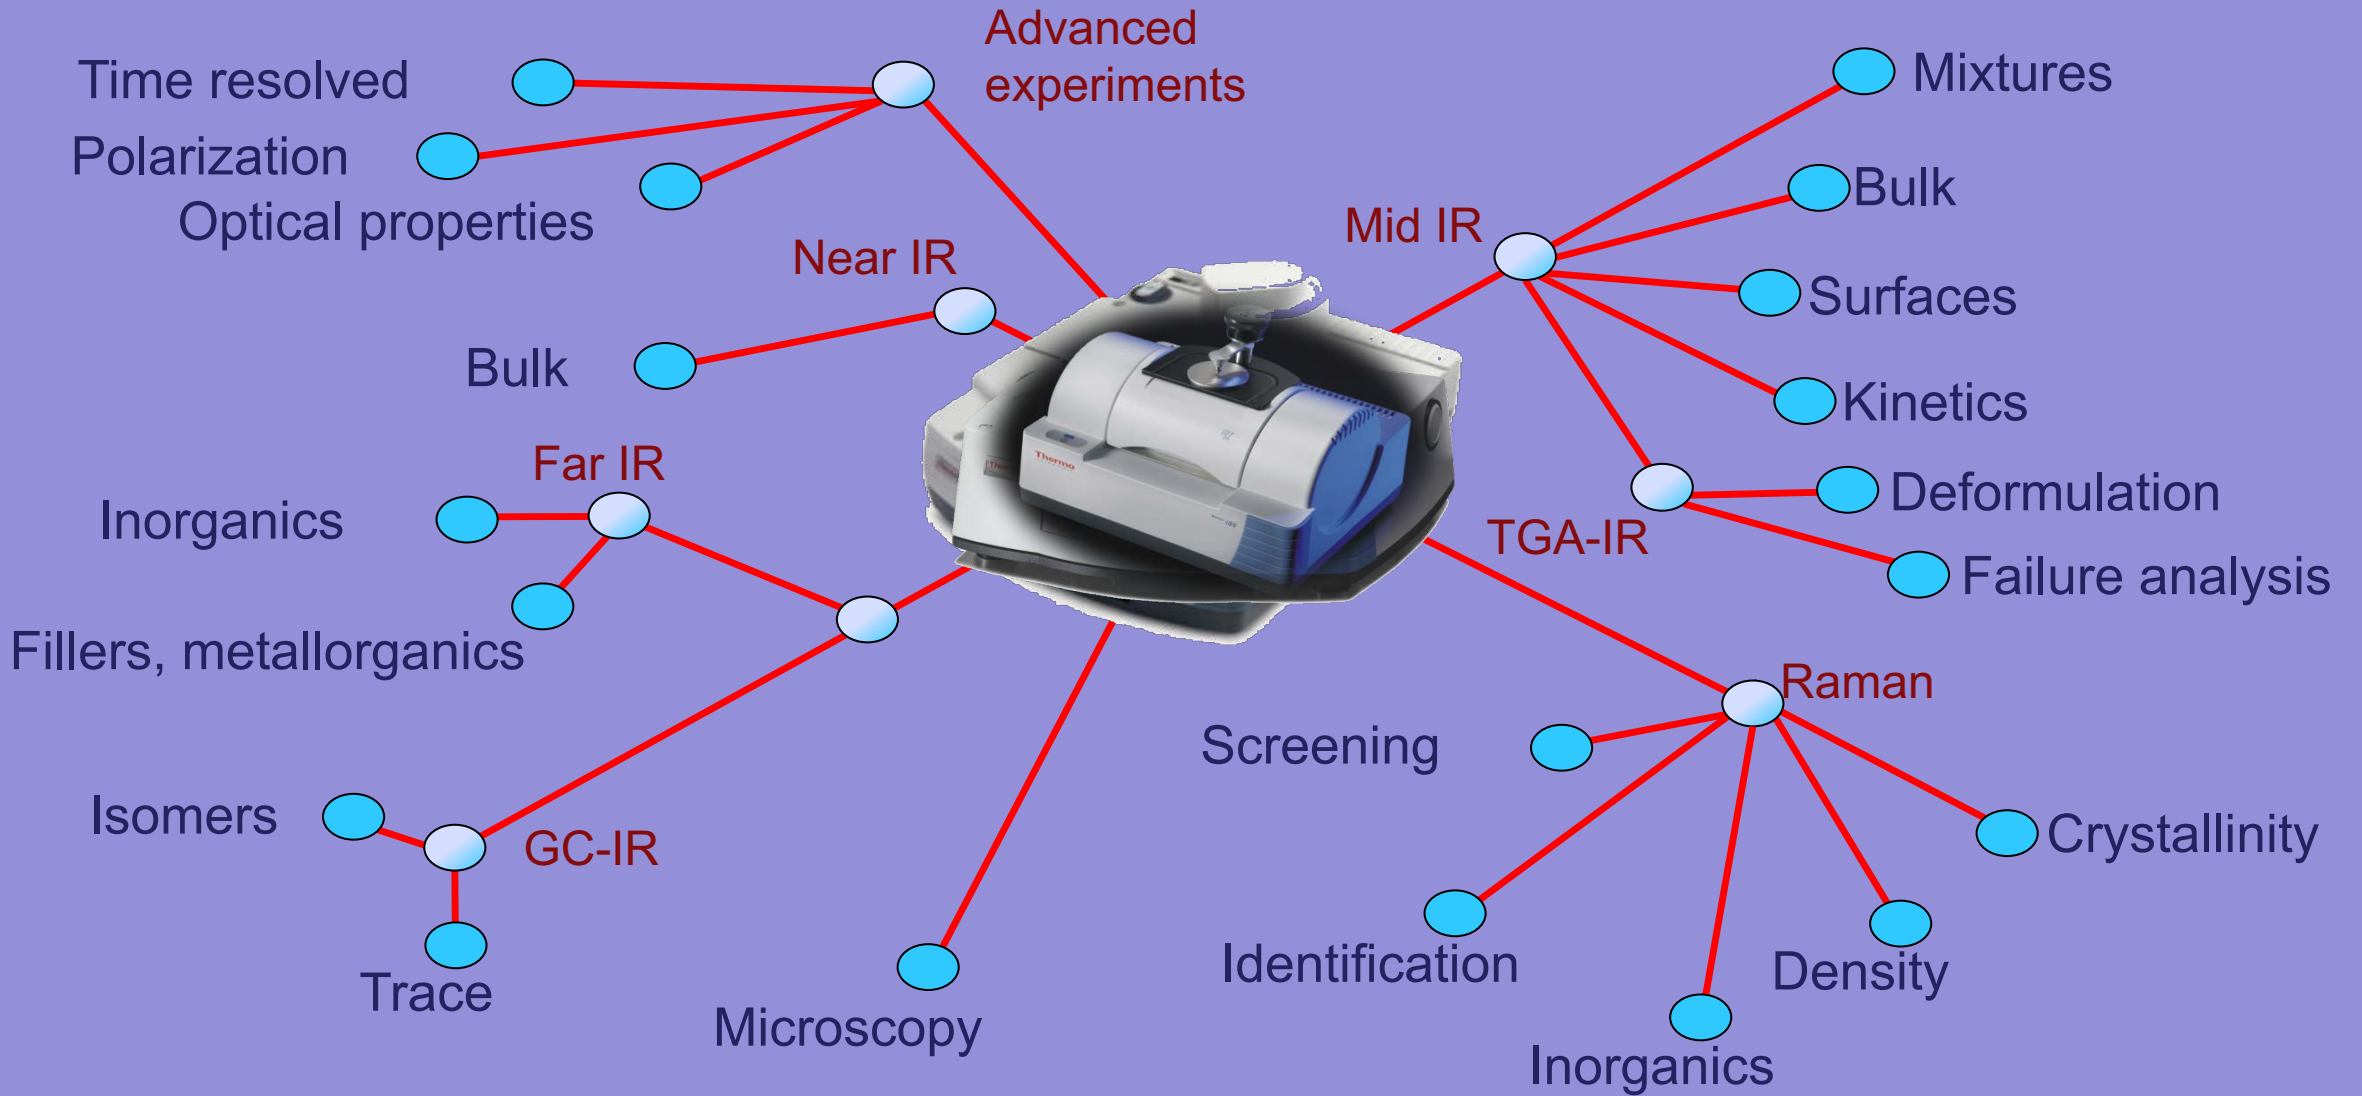 Advanced
experiments
Time resolved
Polarization
Optical properties
Near IR
Bulk
Mid IR
Mixtures
Bulk
Surfaces
Kinetics
TGA-IR
Deformulation
Failure analysis
Far IR
Inorganics
Fillers, metallorganics
Thermo
Raman
Screening
Identification
Inorganics
Density
Crystallinity
GC-IR
Isomers
Trace
Microscopy